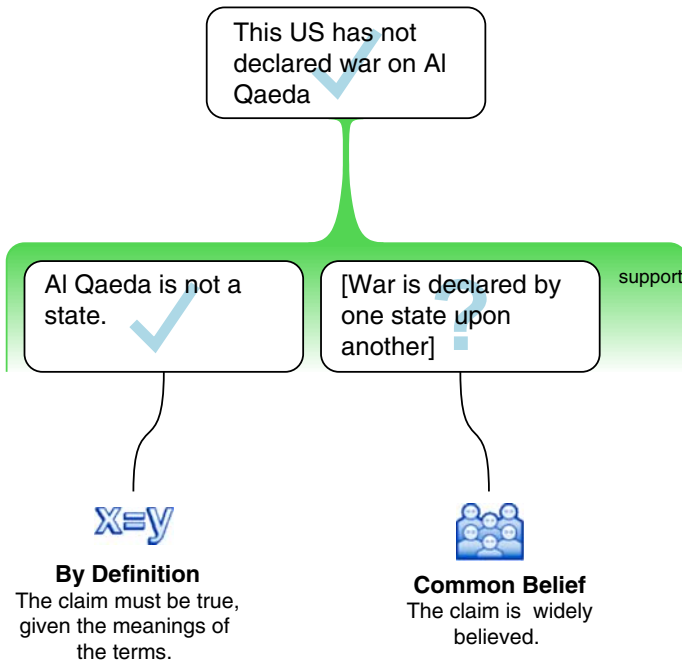 This US has not
declared war on Al
Qaeda
Al Qaeda is not a
state.
[War is declared by
one state upon
another]
?
support
x=y
By Definition
The claim must be true,
given the meanings of
the terms.
Common Belief
The claim is widely
believed.